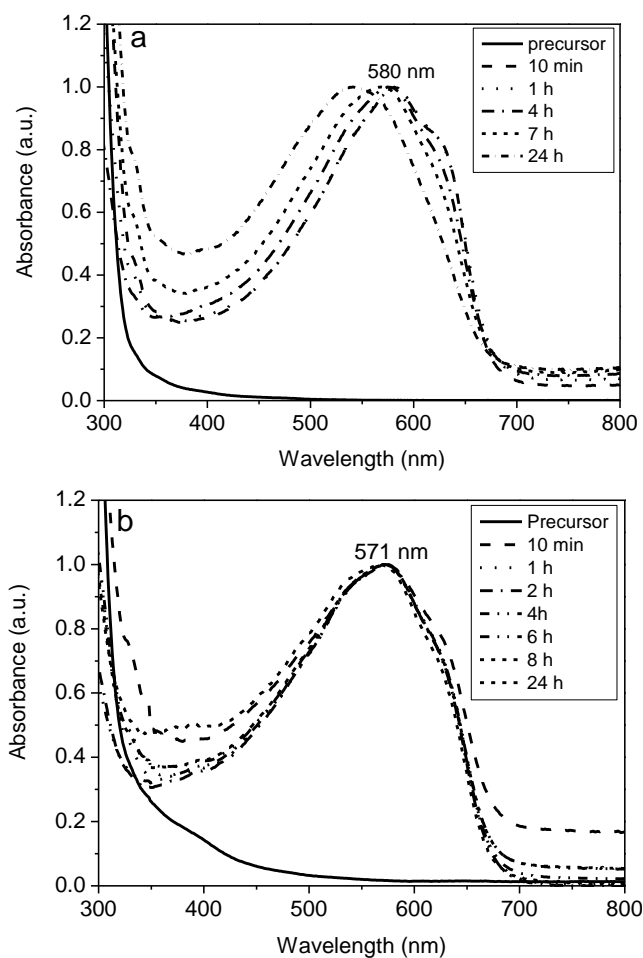 a
580 nm
precursor
10 min
1 h
4 h
7 h
24 h
1.2
1.0
0.8
0.6
0.4
0.2
0.0
Absorbance (a.u.)
300 400 500 600 700 800
Wavelength (nm)
b
571 nm
Precursor
10 min
1 h
2 h
4h
6 h
8 h
24 h
1.2
1.0
0.8
0.6
0.4
0.2
0.0
Absorbance (a.u.)
300 400 500 600 700 800
Wavelength (nm)